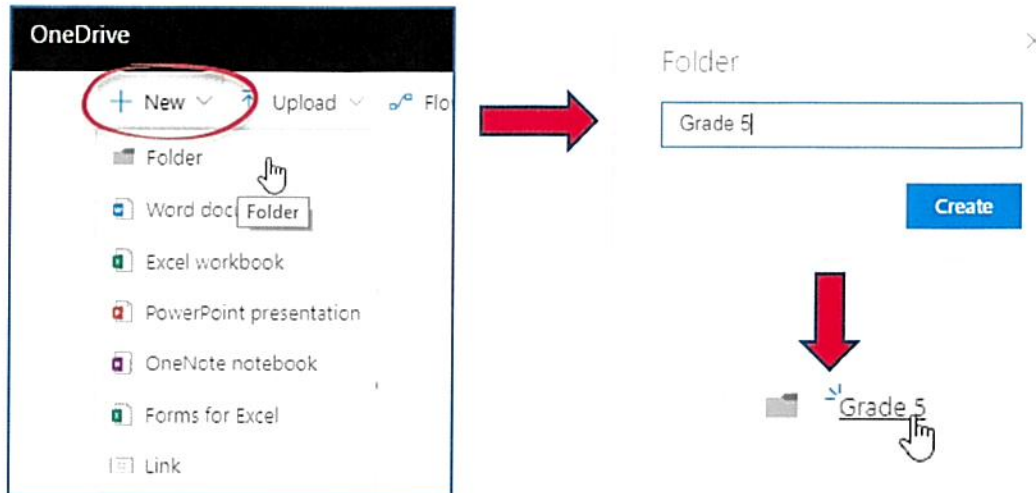 OneDrive
New Upload Flo
Folder
Word doc
Folder
Excel workbook
PowerPoint presentation
OneNote notebook
Forms for Excel
Link
Folder
Grade 5
Create
Grade 5